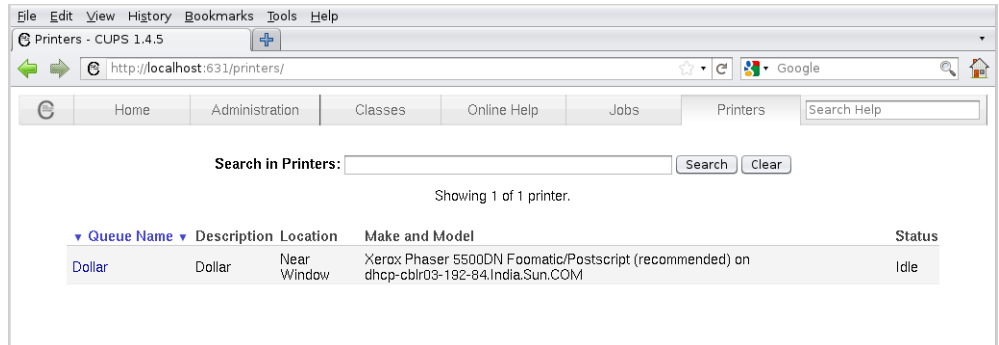 File Edit View History Bookmarks Tools Help
Printers - CUPS 1.4.5
http://localhost:631/printers/ Google
Home Administration Classes Online Help Jobs Printers Search Help
Search in Printers: Search Clear
Showing 1 of 1 printer.
▼ Queue Name ▼ Description Location Make and Model Status
Dollar Dollar Near Window Xerox Phaser 5500DN Foomatic/Postscript (recommended) on Idle
dhcp-cblr03-192-84.India.Sun.COM